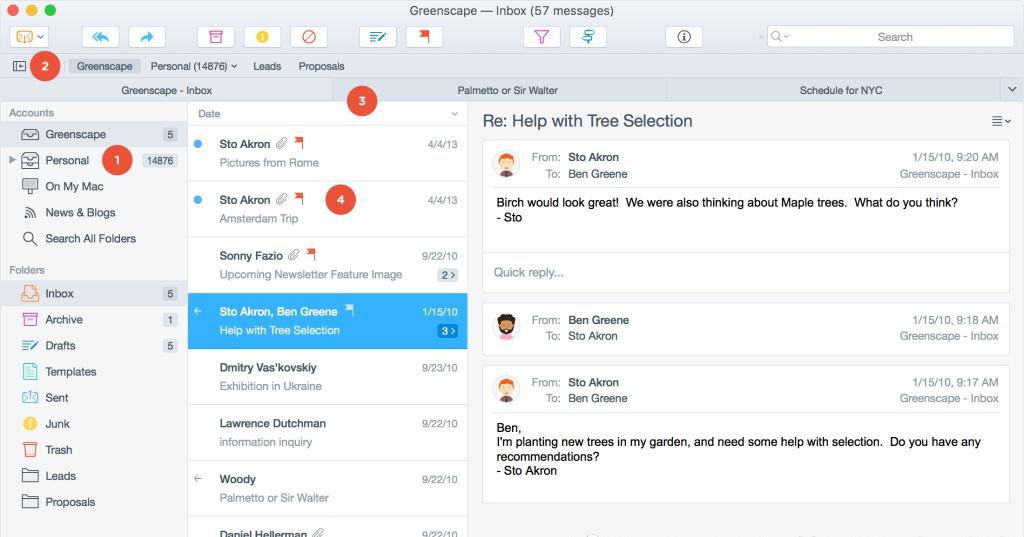 Greenscape — Inbox (57 messages)
Search
2
Greenscape
Personal (14876)
Leads
Proposals
Greenscape - Inbox
Palmetto or Sir Walter
Schedule for NYC
3
Accounts
Greenscape 5
Personal 1 14876
On My Mac
News & Blogs
Search All Folders
Folders
Inbox 5
Archive 1
Drafts 5
Templates
Sent
Junk
Trash
Leads
Proposals
Date
Sto Akron 4/4/13
Pictures from Rome
Sto Akron 4 4/4/13
Amsterdam Trip
Sonny Fazio 9/22/10
Upcoming Newsletter Feature Image 2
Sto Akron, Ben Greene 1/15/10
Help with Tree Selection 3
Dmitry Vas'kovskiy 9/23/10
Exhibition in Ukraine
Lawrence Dutchman 9/22/10
information inquiry
Woody 9/22/10
Palmetto or Sir Walter
Daniel Hellerman 9/22/10
Re: Help with Tree Selection
From: Sto Akron 1/15/10, 9:20 AM
To: Ben Greene Greenscape - Inbox
Birch would look great! We were also thinking about Maple trees. What do you think?
- Sto
Quick reply...
From: Ben Greene 1/15/10, 9:18 AM
To: Sto Akron Greenscape - Inbox
From: Sto Akron 1/15/10, 9:17 AM
To: Ben Greene Greenscape - Inbox
Ben,
I'm planting new trees in my garden, and need some help with selection. Do you have any
recommendations?
- Sto Akron